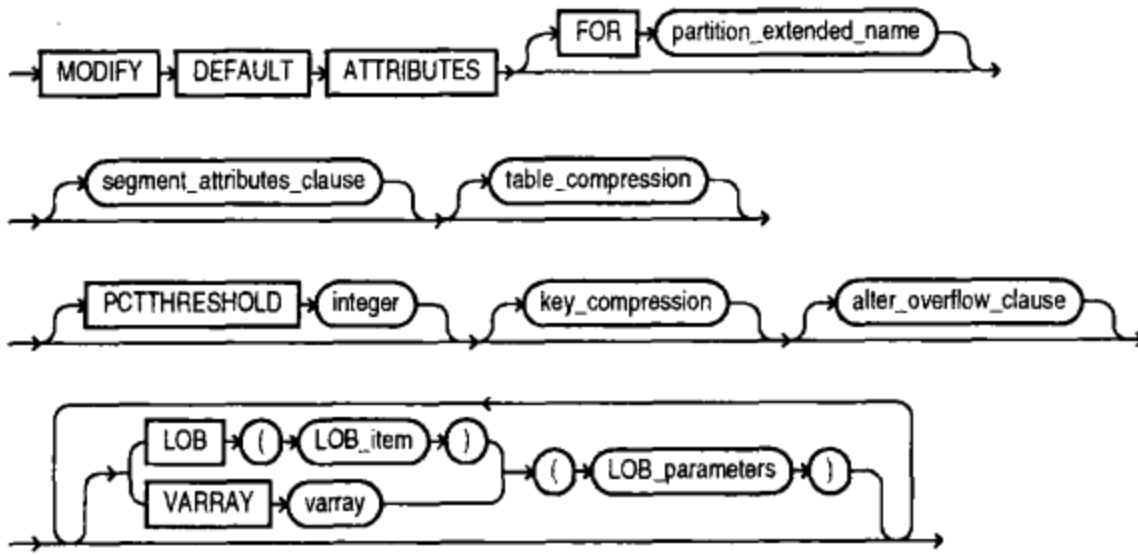 FOR partition_extended_name
MODIFY DEFAULT ATTRIBUTES
segment_attributes_clause table_compression
PCTTHRESHOLD integer key_compression alter_overflow_clause
LOB ( LOB_item )
( LOB_parameters )
VARRAY varray